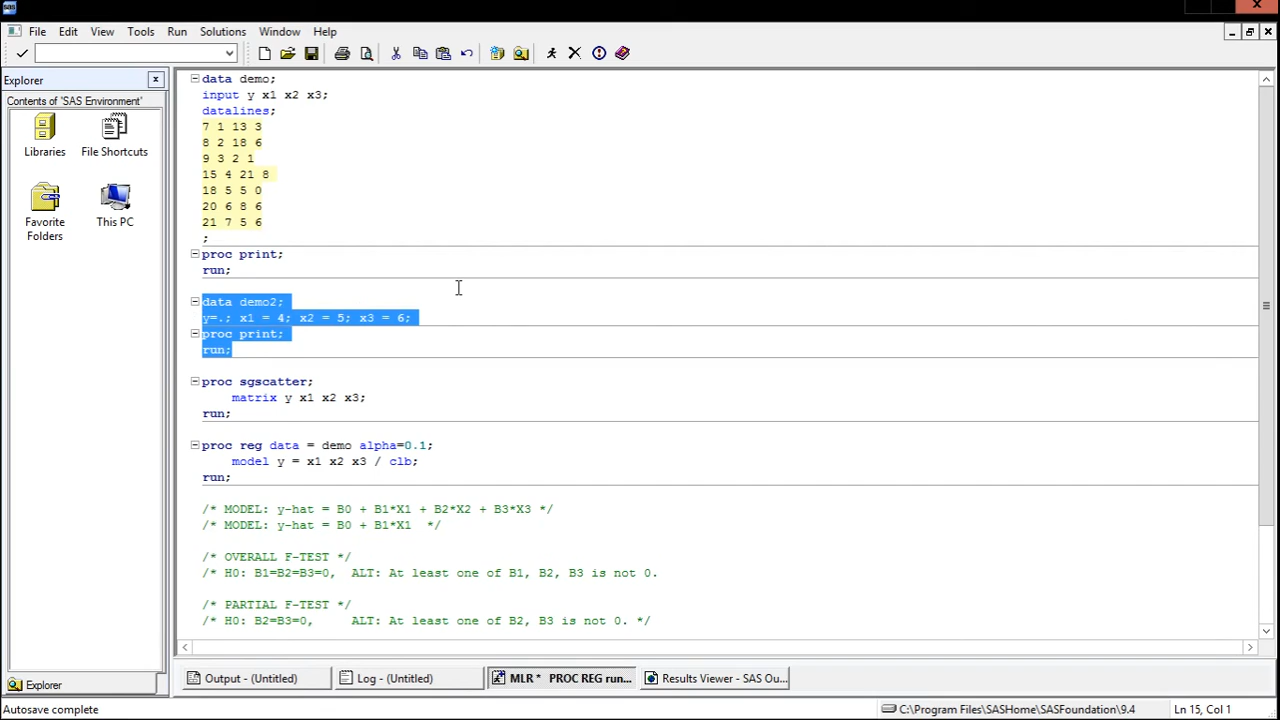 sas
File Edit View Tools Run Solutions Window Help
Explorer
Contents of 'SAS Environment'
Libraries
File Shortcuts
Favorite Folders
This PC
data demo;
input y x1 x2 x3;
datalines;
7 1 13 3
8 2 18 6
9 3 2 1
15 4 21 8
18 5 5 0
20 6 8 6
21 7 5 6
;
proc print;
run;
data demo2;
y=.; x1 = 4; x2 = 5; x3 = 6;
proc print;
run;
proc sgscatter;
matrix y x1 x2 x3;
run;
proc reg data = demo alpha=0.1;
model y = x1 x2 x3 / clb;
run;
/* MODEL: y-hat = B0 + B1*X1 + B2*X2 + B3*X3 */
/* MODEL: y-hat = B0 + B1*X1 */
/* OVERALL F-TEST */
/* H0: B1=B2=B3=0, ALT: At least one of B1, B2, B3 is not 0.
/* PARTIAL F-TEST */
/* H0: B2=B3=0, ALT: At least one of B2, B3 is not 0. */
Explorer
Output - (Untitled)
Log - (Untitled)
MLR * PROC REG run...
Results Viewer - SAS Ou...
Autosave complete
C:\Program Files\SASHome\SASFoundation\9.4
Ln 15, Col 1